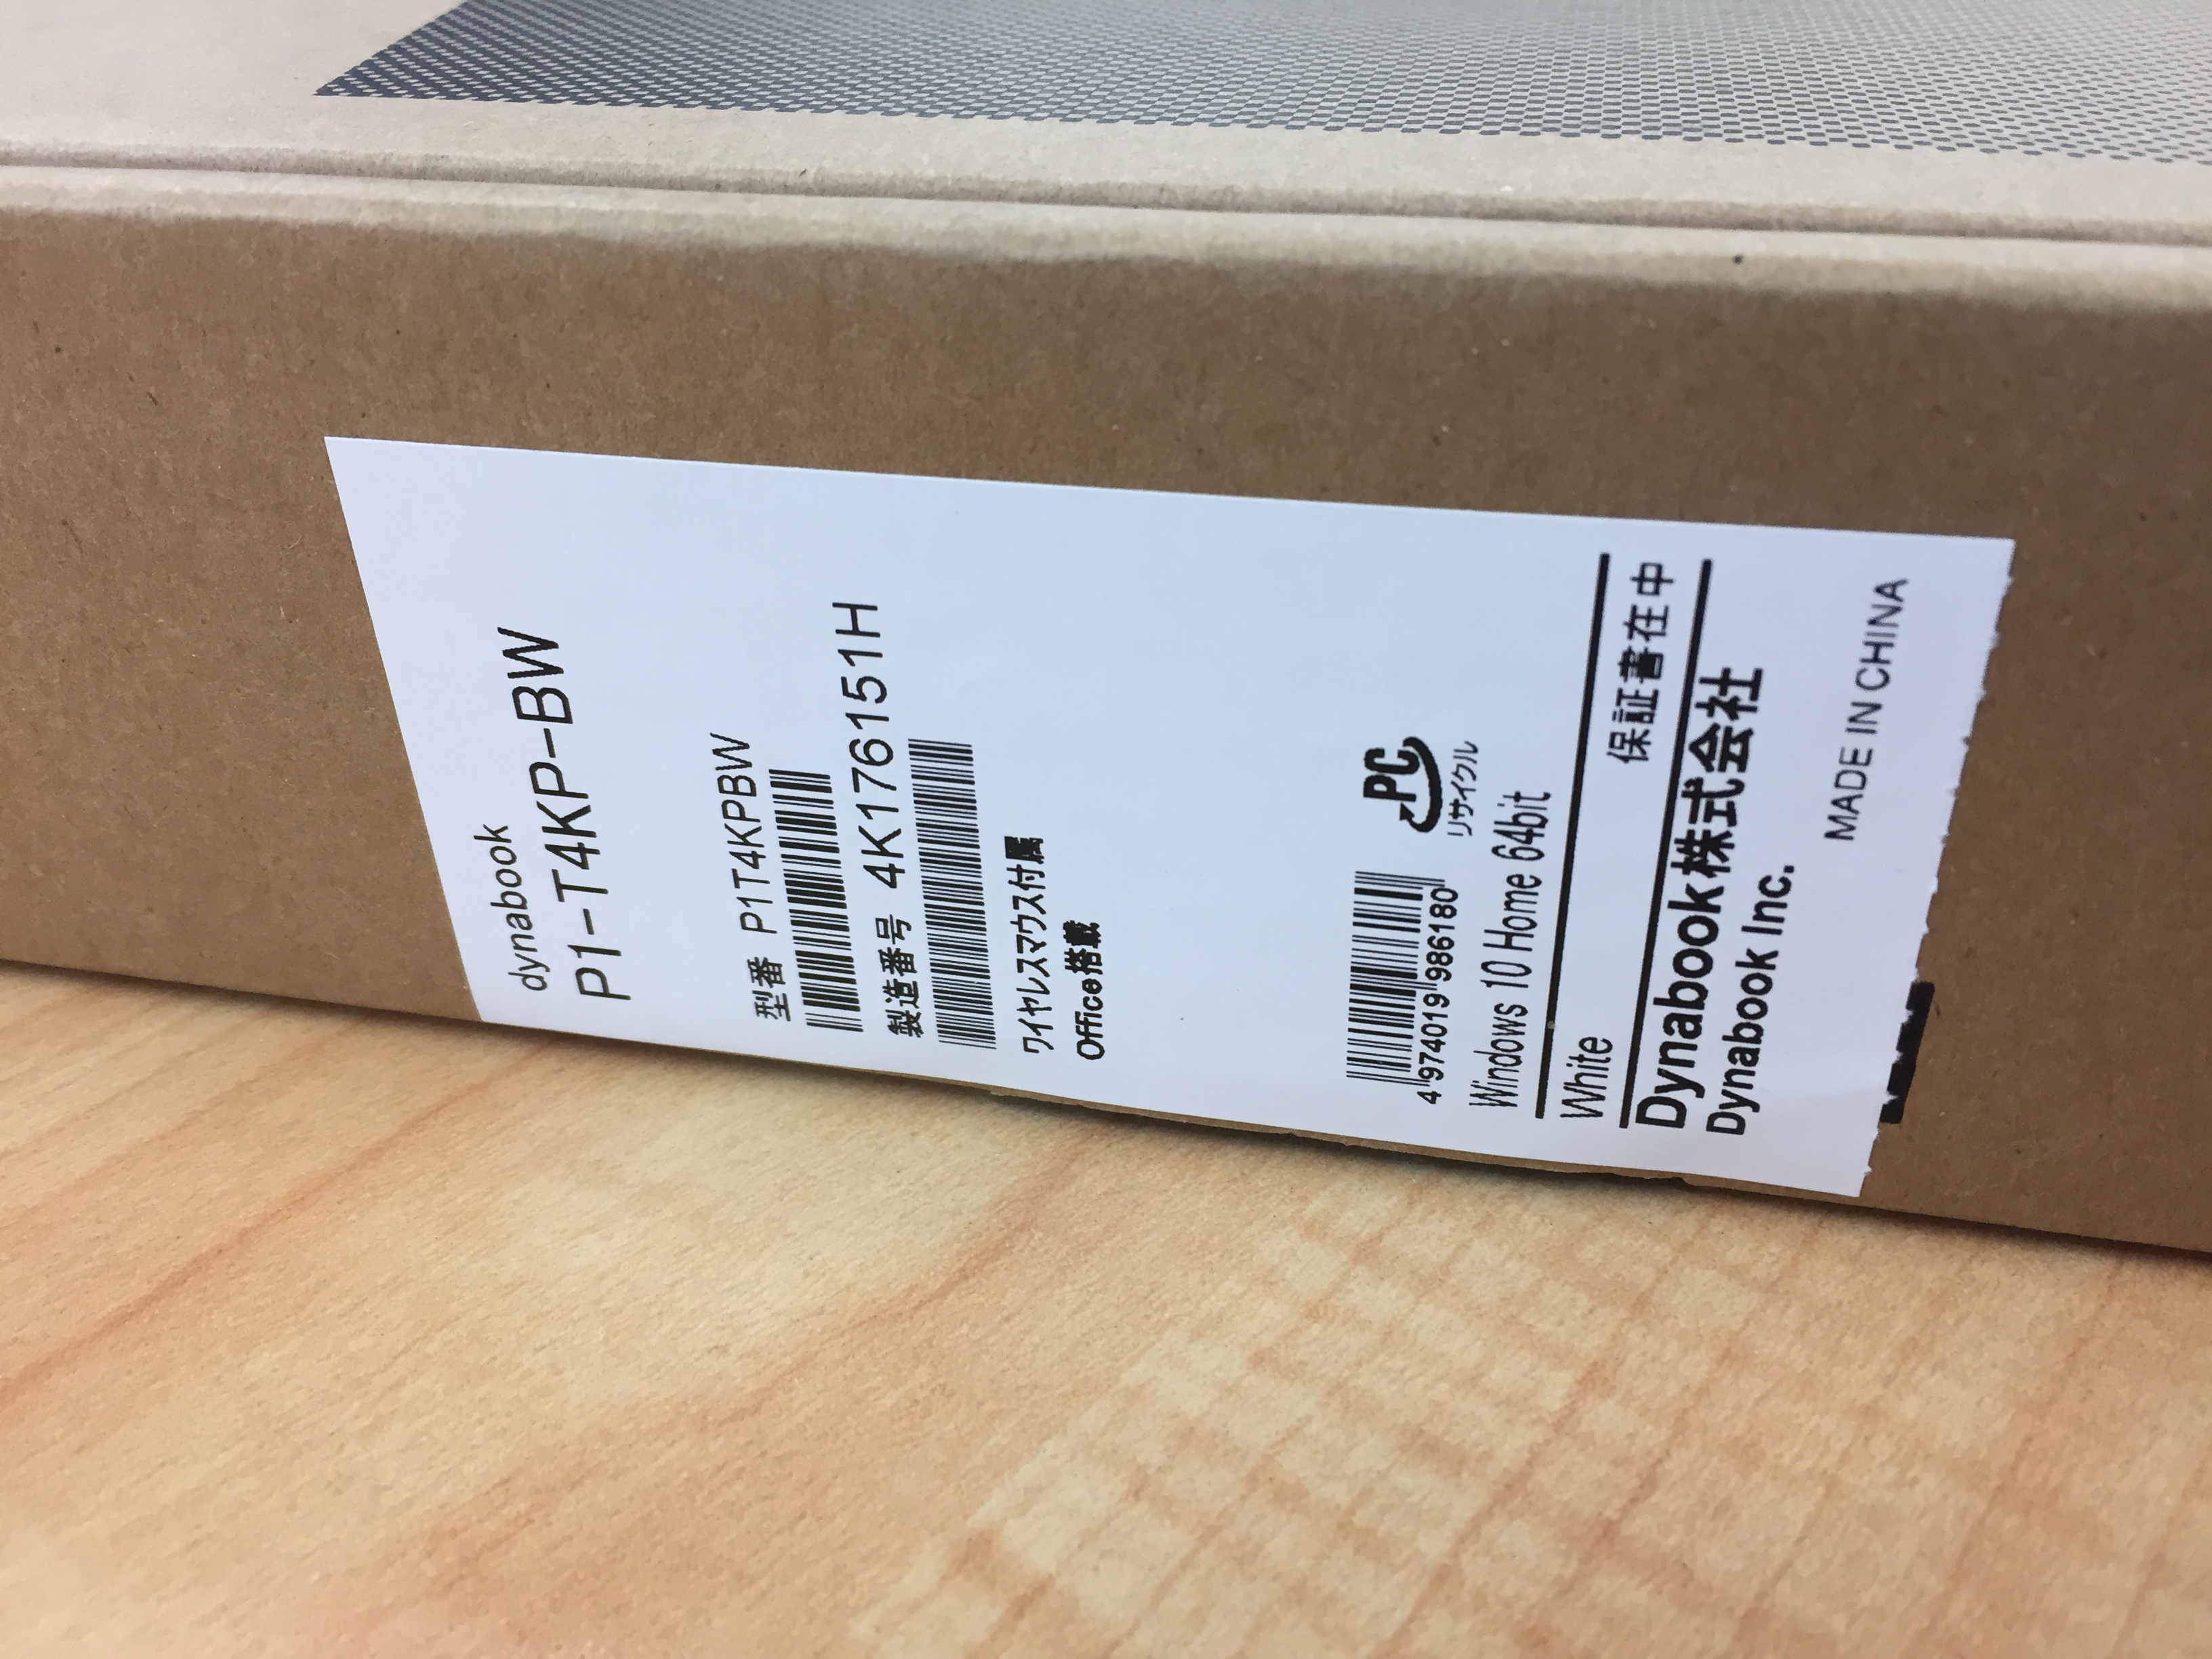 dynabook
P1-T4KP-BW
型番 P1T4KPBW
製造番号 4K176151H
ワイヤレスマウス付属
Office搭載
PC
リサイクル
4974019986180
Windows 10 Home 64bit
White 保証書在中
Dynabook株式会社
Dynabook Inc.
MADE IN CHINA